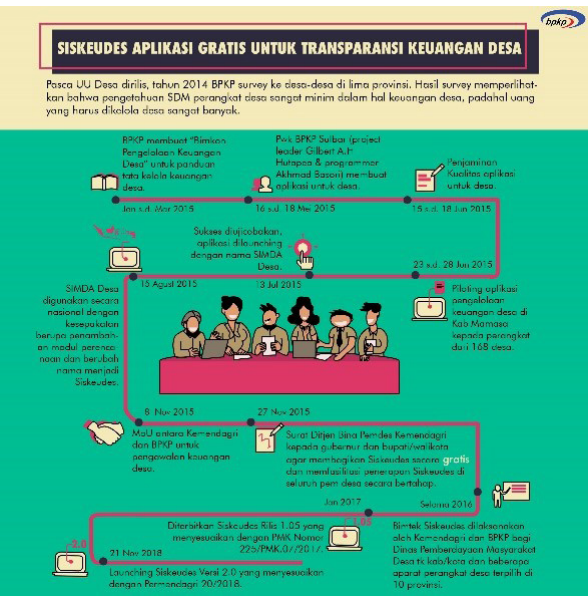 bpkp
SISKEUDES APLIKASI GRATIS UNTUK TRANSPARANSI KEUANGAN DESA
Pasca UU Desa dirilis, tahun 2014 BPKP survey ke desa-desa di lima provinsi. Hasil survey memperlihat-
kan bahwa pengetahuan SDM perangkat desa sangat minim dalam hal keuangan desa, padahal uang
yang harus dikelola desa sangat banyak.
BPKP membuat "Bimkon
Pengelolaan Keuangan
Desa" untuk panduan
tata kelola keuangan
desa.
Jan s.d. Mar 2015
Pwk BPKP Sulbar (project
leader Gilbert A.H
Hutapea & programmer
Akhmad Basori) membuat
aplikasi untuk desa.
16 s.d. 18 Mei 2015
Penjaminan
Kualitas aplikasi
untuk desa.
15 s.d. 18 Jun 2015
23 s.d. 28 Jun 2015
Piloting aplikasi
pengelolaan
keuangan desa di
Kab Mamasa
kepada perangkat
dari 168 desa.
Sukses diujicobakan,
aplikasi dilaunching
dengan nama SIMDA
Desa.
13 Jul 2015
15 Agust 2015
SIMDA Desa
digunakan secara
nasional dengan
kesepakatan
berupa penambah-
an modul perenca-
naan dan berubah
nama menjadi
Siskeudes.
8 Nov 2015
MoU antara Kemendagri
dan BPKP untuk
pengawalan keuangan
desa.
27 Nov 2015
Surat Ditjen Bina Pemdes Kemendagri
kepada gubernur dan bupati/walikota
agar membagikan Siskeudes secara gratis
dan memfasilitasi penerapan Siskeudes di
seluruh pem desa secara bertahap.
Selama 2016
Bimtek Siskeudes dilaksanakan
oleh Kemendagri dan BPKP bagi
Dinas Pemberdayaan Masyarakat
Desa tk kab/kota dan beberapa
aparat perangkat desa terpilih di
10 provinsi.
Jan 2017
1.05
Diterbitkan Siskeudes Rilis 1.05 yang
menyesuaikan dengan PMK Nomor
225/PMK.07/2017.
2.0
21 Nov 2018
Launching Siskeudes Versi 2.0 yang menyesuaikan
dengan Permendagri 20/2018.